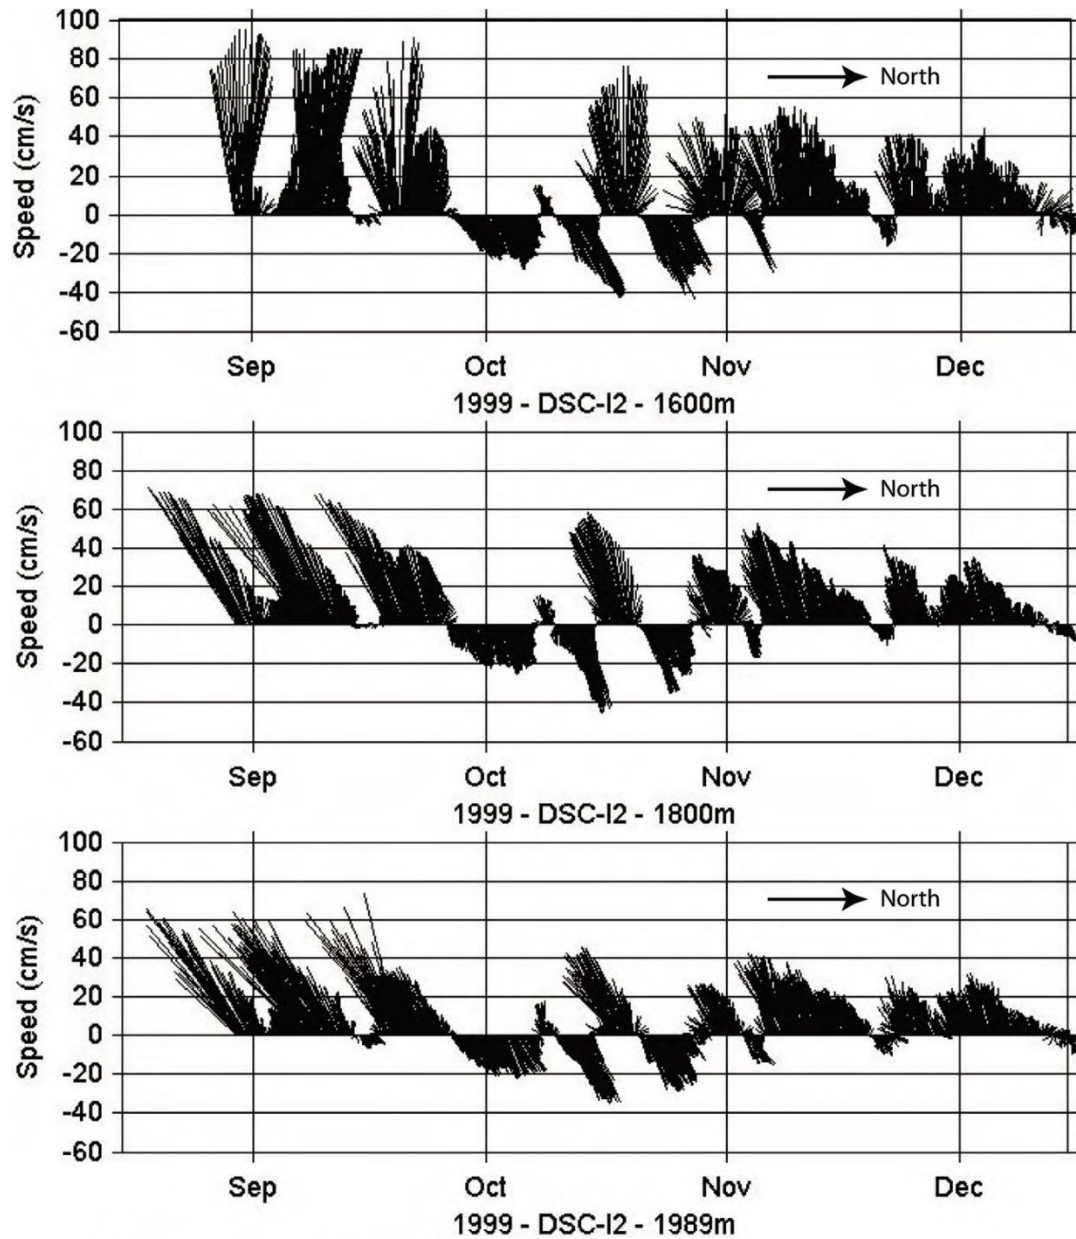 100
80
60
40
20
0
-20
-40
-60
Speed (cm/s)
North
Sep Oct Nov Dec
1999 - DSC-I2 - 1600m
100
80
60
40
20
0
-20
-40
-60
Speed (cm/s)
North
Sep Oct Nov Dec
1999 - DSC-I2 - 1800m
100
80
60
40
20
0
-20
-40
-60
Speed (cm/s)
North
Sep Oct Nov Dec
1999 - DSC-I2 - 1989m